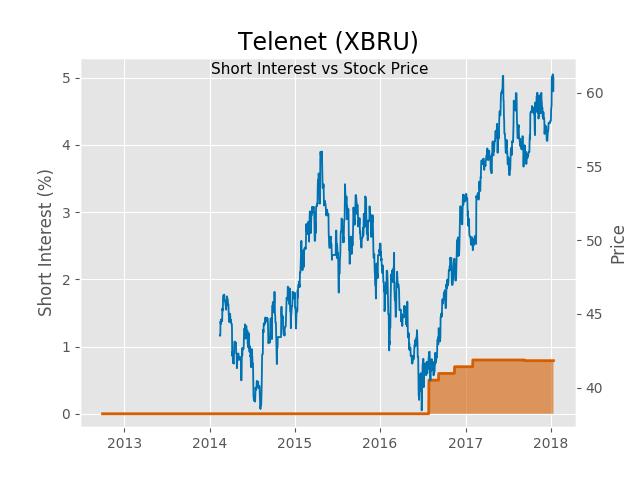 Telenet (XBRU)
Short Interest vs Stock Price
Short Interest (%)
5
4
3
2
1
0
60
55
50
45
40
Price
2013 2014 2015 2016 2017 2018